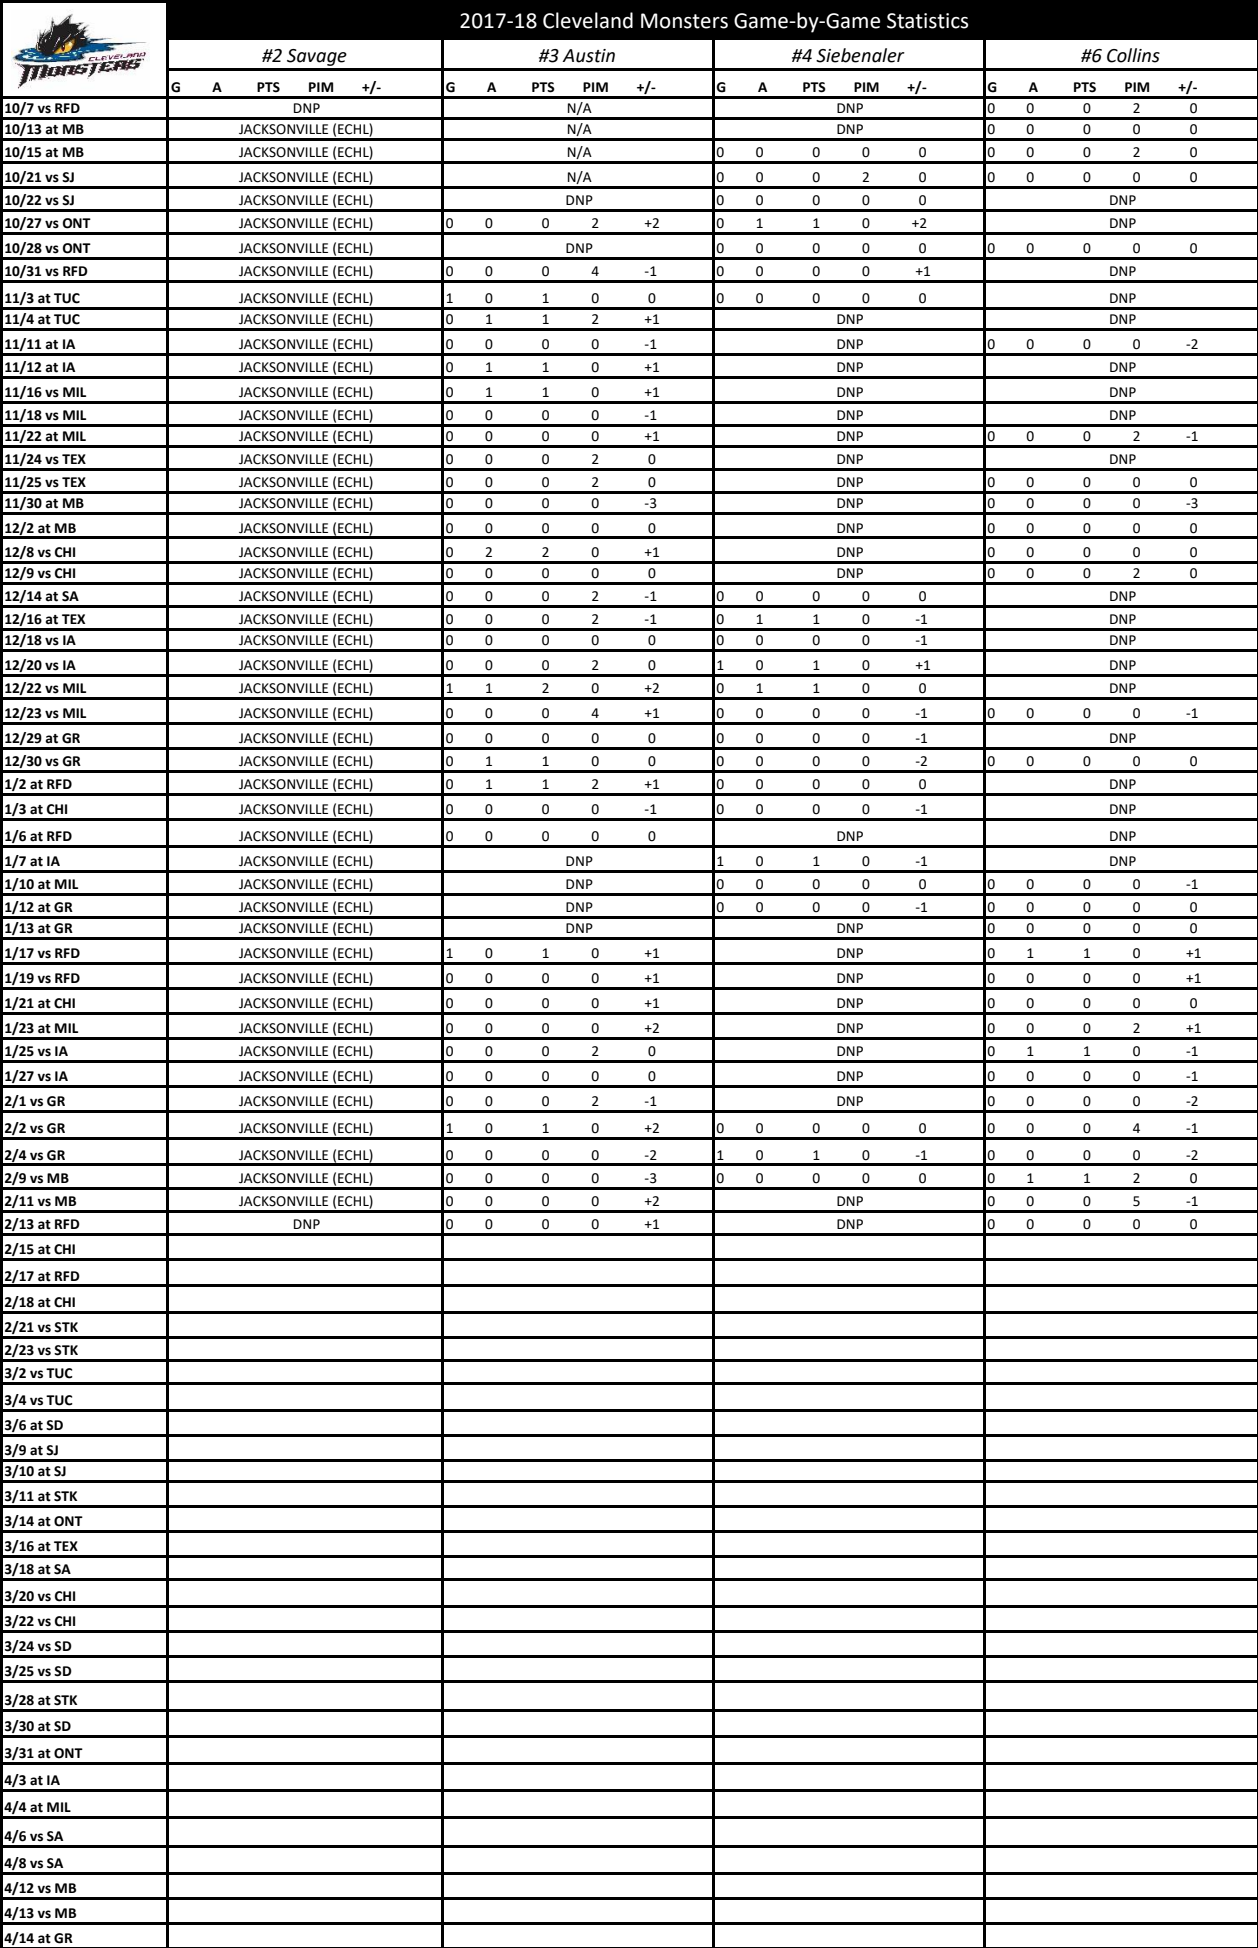 CLEVELAND
MONSTERS
2017-18 Cleveland Monsters Game-by-Game Statistics
#2 Savage #3 Austin #4 Siebenaler #6 Collins
G A PTS PIM +/- G A PTS PIM +/- G A PTS PIM +/- G A PTS PIM +/-
10/7 vs RFD DNP N/A DNP 0 0 0 2 0
10/13 at MB JACKSONVILLE (ECHL) N/A DNP 0 0 0 0 0
10/15 at MB JACKSONVILLE (ECHL) N/A 0 0 0 0 0 0 0 0 2 0
10/21 vs SJ JACKSONVILLE (ECHL) N/A 0 0 0 2 0 0 0 0 0 0
10/22 vs SJ JACKSONVILLE (ECHL) DNP 0 0 0 0 0 DNP
10/27 vs ONT JACKSONVILLE (ECHL) 0 0 0 2 +2 0 1 1 0 +2 DNP
10/28 vs ONT JACKSONVILLE (ECHL) DNP 0 0 0 0 0 0 0 0 0 0
10/31 vs RFD JACKSONVILLE (ECHL) 0 0 0 4 -1 0 0 0 0 +1 DNP
11/3 at TUC JACKSONVILLE (ECHL) 1 0 1 0 0 0 0 0 0 0 DNP
11/4 at TUC JACKSONVILLE (ECHL) 0 1 1 2 +1 DNP DNP
11/11 at IA JACKSONVILLE (ECHL) 0 0 0 0 -1 DNP 0 0 0 0 -2
11/12 at IA JACKSONVILLE (ECHL) 0 1 1 0 +1 DNP DNP
11/16 vs MIL JACKSONVILLE (ECHL) 0 1 1 0 +1 DNP DNP
11/18 vs MIL JACKSONVILLE (ECHL) 0 0 0 0 -1 DNP DNP
11/22 at MIL JACKSONVILLE (ECHL) 0 0 0 0 +1 DNP 0 0 0 2 -1
11/24 vs TEX JACKSONVILLE (ECHL) 0 0 0 2 0 DNP DNP
11/25 vs TEX JACKSONVILLE (ECHL) 0 0 0 2 0 DNP 0 0 0 0 0
11/30 at MB JACKSONVILLE (ECHL) 0 0 0 0 -3 DNP 0 0 0 0 -3
12/2 at MB JACKSONVILLE (ECHL) 0 0 0 0 0 DNP 0 0 0 0 0
12/8 vs CHI JACKSONVILLE (ECHL) 0 2 2 0 +1 DNP 0 0 0 0 0
12/9 vs CHI JACKSONVILLE (ECHL) 0 0 0 0 0 DNP 0 0 0 2 0
12/14 at SA JACKSONVILLE (ECHL) 0 0 0 2 -1 0 0 0 0 0 DNP
12/16 at TEX JACKSONVILLE (ECHL) 0 0 0 2 -1 0 1 1 0 -1 DNP
12/18 vs IA JACKSONVILLE (ECHL) 0 0 0 0 0 0 0 0 0 -1 DNP
12/20 vs IA JACKSONVILLE (ECHL) 0 0 0 2 0 1 0 1 0 +1 DNP
12/22 vs MIL JACKSONVILLE (ECHL) 1 1 2 0 +2 0 1 1 0 0 DNP
12/23 vs MIL JACKSONVILLE (ECHL) 0 0 0 4 +1 0 0 0 0 -1 0 0 0 0 -1
12/29 at GR JACKSONVILLE (ECHL) 0 0 0 0 0 0 0 0 0 -1 DNP
12/30 vs GR JACKSONVILLE (ECHL) 0 1 1 0 0 0 0 0 0 -2 0 0 0 0 0
1/2 at RFD JACKSONVILLE (ECHL) 0 1 1 2 +1 0 0 0 0 0 DNP
1/3 at CHI JACKSONVILLE (ECHL) 0 0 0 0 -1 0 0 0 0 -1 DNP
1/6 at RFD JACKSONVILLE (ECHL) 0 0 0 0 0 DNP DNP
1/7 at IA JACKSONVILLE (ECHL) DNP 1 0 1 0 -1 DNP
1/10 at MIL JACKSONVILLE (ECHL) DNP 0 0 0 0 0 0 0 0 0 -1
1/12 at GR JACKSONVILLE (ECHL) DNP 0 0 0 0 -1 0 0 0 0 0
1/13 at GR JACKSONVILLE (ECHL) DNP DNP 0 0 0 0 0
1/17 vs RFD JACKSONVILLE (ECHL) 1 0 1 0 +1 DNP 0 1 1 0 +1
1/19 vs RFD JACKSONVILLE (ECHL) 0 0 0 0 +1 DNP 0 0 0 0 +1
1/21 at CHI JACKSONVILLE (ECHL) 0 0 0 0 +1 DNP 0 0 0 0 0
1/23 at MIL JACKSONVILLE (ECHL) 0 0 0 0 +2 DNP 0 0 0 2 +1
1/25 vs IA JACKSONVILLE (ECHL) 0 0 0 2 0 DNP 0 1 1 0 -1
1/27 vs IA JACKSONVILLE (ECHL) 0 0 0 0 0 DNP 0 0 0 0 -1
2/1 vs GR JACKSONVILLE (ECHL) 0 0 0 2 -1 DNP 0 0 0 0 -2
2/2 vs GR JACKSONVILLE (ECHL) 1 0 1 0 +2 0 0 0 0 0 0 0 0 4 -1
2/4 vs GR JACKSONVILLE (ECHL) 0 0 0 0 -2 1 0 1 0 -1 0 0 0 0 -2
2/9 vs MB JACKSONVILLE (ECHL) 0 0 0 0 -3 0 0 0 0 0 0 1 1 2 0
2/11 vs MB JACKSONVILLE (ECHL) 0 0 0 0 +2 DNP 0 0 0 5 -1
2/13 at RFD DNP 0 0 0 0 +1 DNP 0 0 0 0 0
2/15 at CHI
2/17 at RFD
2/18 at CHI
2/21 vs STK
2/23 vs STK
3/2 vs TUC
3/4 vs TUC
3/6 at SD
3/9 at SJ
3/10 at SJ
3/11 at STK
3/14 at ONT
3/16 at TEX
3/18 at SA
3/20 vs CHI
3/22 vs CHI
3/24 vs SD
3/25 vs SD
3/28 at STK
3/30 at SD
3/31 at ONT
4/3 at IA
4/4 at MIL
4/6 vs SA
4/8 vs SA
4/12 vs MB
4/13 vs MB
4/14 at GR